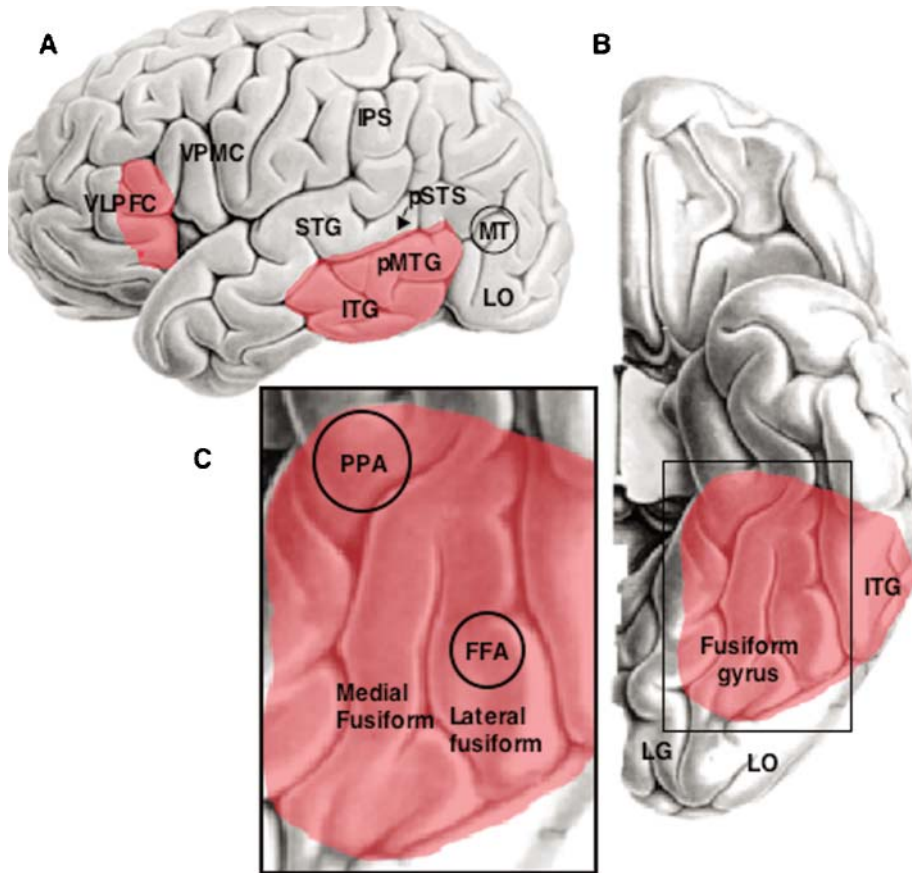 A
B
IPS
VPMC
pSTS
VLPFC
STG
MT
pMTG
LO
ITG
C
PPA
ITG
FFA
Fusiform
gyrus
Medial
Fusiform
Lateral
fusiform
LG
LO